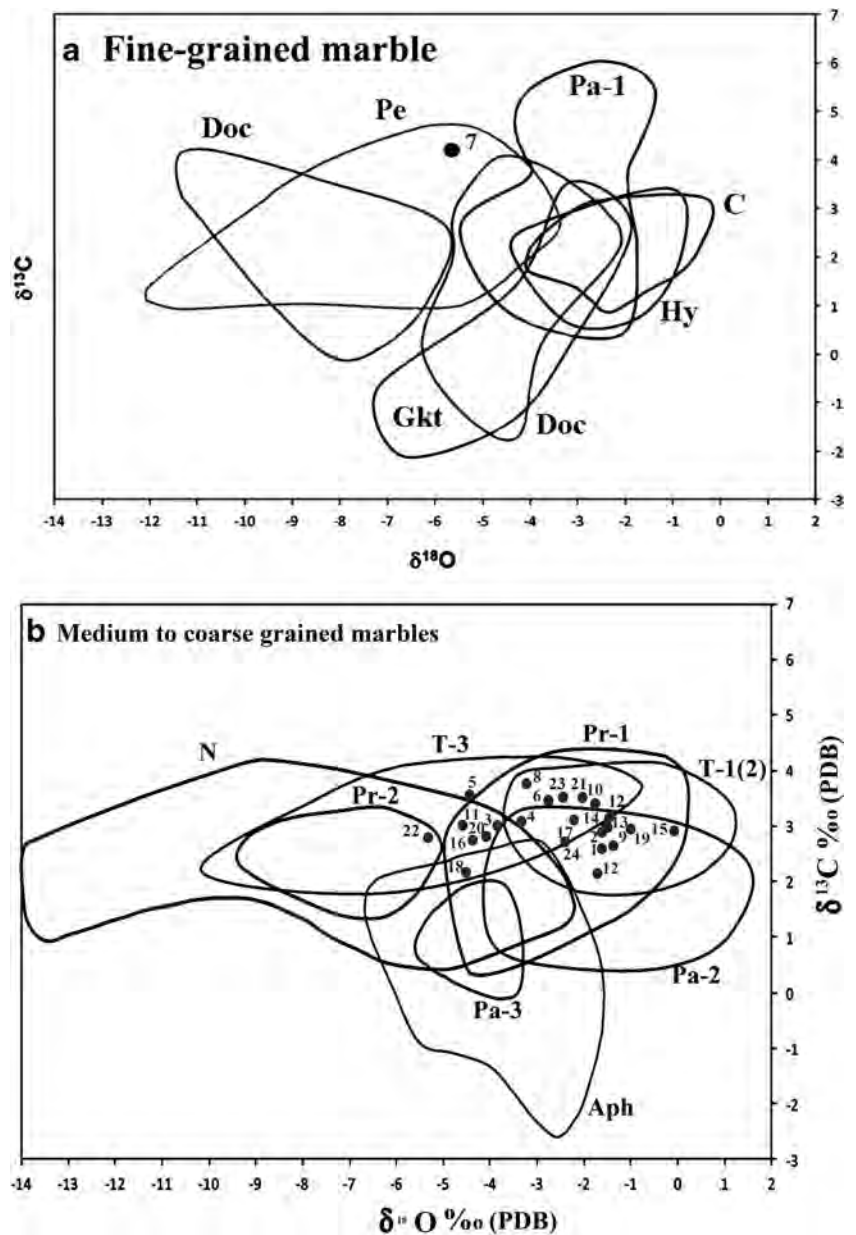 a Fine-grained marble
7
6
5
4
3
2
1
0
-1
-2
3
Pa-1
Pe
Doc
7
C
Hy
Gkt
Doc
δ¹³C
-14 -13 -12 -11 -10 -9 -8 -7 -6 -5 -4 -3 -2 -1 0 1 2
δ¹⁸O
b Medium to coarse grained marbles
7
6
5
4
3
2
1
0
-1
-2
-3
N
T-3
Pr-1
T-1(2)
Pr-2
5
8
6
23
21
10
12
11
3
4
14
13
22
20
16
17
2
9
19
15
18
24
1
12
Pa-2
Pa-3
Aph
δ¹³C ‰ (PDB)
-14 -13 -12 -11 -10 -9 -8 -7 -6 -5 -4 -3 -2 -1 0 1 2
δ¹⁸O ‰ (PDB)